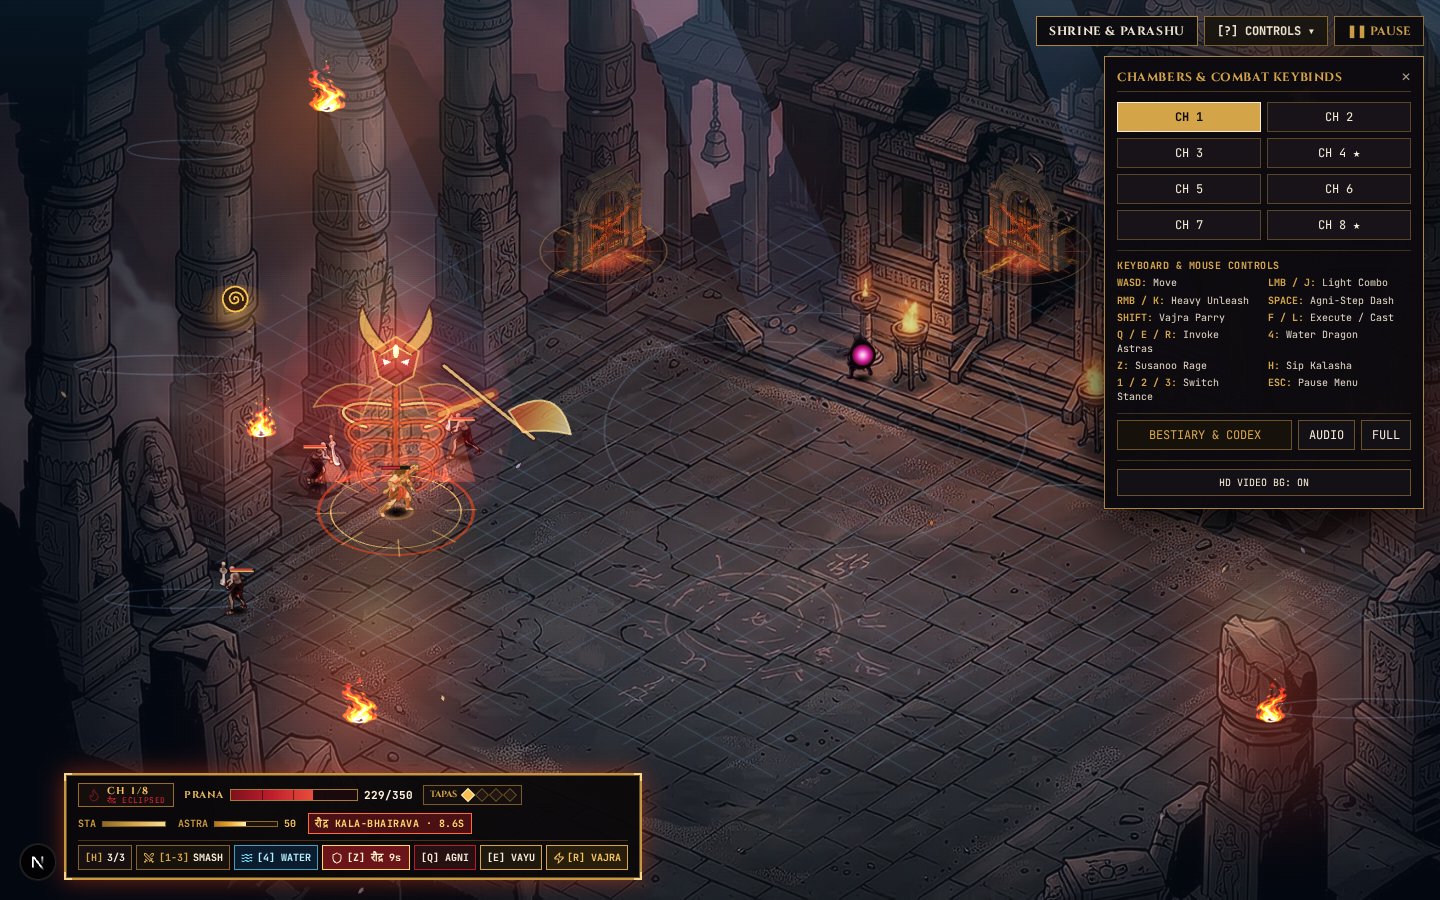 SHRINE & PARASHU
[?] CONTROLS ▾
❚❚ PAUSE
CHAMBERS & COMBAT KEYBINDS ×
CH 1
CH 2
CH 3
CH 4 ★
CH 5
CH 6
CH 7
CH 8 ★
KEYBOARD & MOUSE CONTROLS
WASD: Move
LMB / J: Light Combo
RMB / K: Heavy Unleash
SPACE: Agni-Step Dash
SHIFT: Vajra Parry
F / L: Execute / Cast
Q / E / R: Invoke
Astras
4: Water Dragon
Z: Susanoo Rage
H: Sip Kalasha
1 / 2 / 3: Switch
Stance
ESC: Pause Menu
BESTIARY & CODEX
AUDIO
FULL
HD VIDEO BG: ON
CH 1/8
ECLIPSED
PRANA
229/350
TAPAS
STA
ASTRA
50
रौद्र KALA-BHAIRAVA · 8.6S
[H] 3/3
[1-3] SMASH
[4] WATER
[Z] रौद्र 9s
[Q] AGNI
[E] VAYU
[R] VAJRA
N